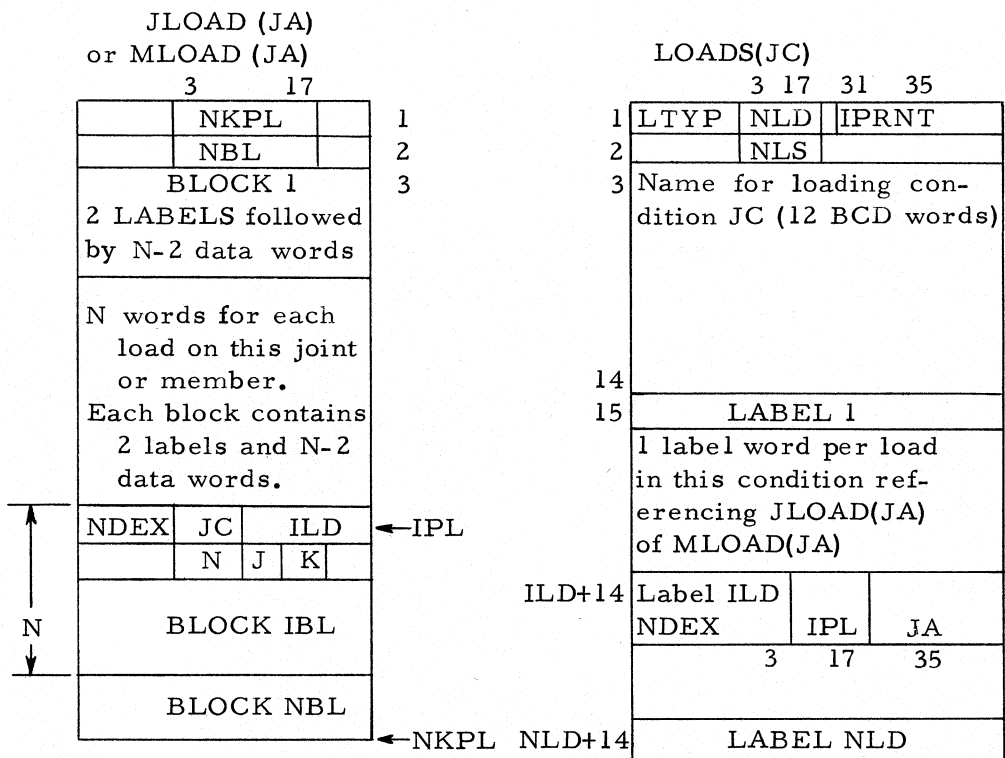 JLOAD (JA)
or MLOAD (JA)
3 17
NKPL 1
NBL 2
BLOCK 1 3
2 LABELS followed
by N-2 data words
N words for each
load on this joint
or member.
Each block contains
2 labels and N-2
data words.
NDEX JC ILD ←IPL
N J K
N
BLOCK IBL
BLOCK NBL
←NKPL
LOADS(JC)
3 17 31 35
1 LTYP NLD IPRNT
2 NLS
3 Name for loading con-
dition JC (12 BCD words)
14
15 LABEL 1
1 label word per load
in this condition ref-
erencing JLOAD(JA)
of MLOAD(JA)
ILD+14 Label ILD
NDEX IPL JA
3 17 35
NLD+14 LABEL NLD